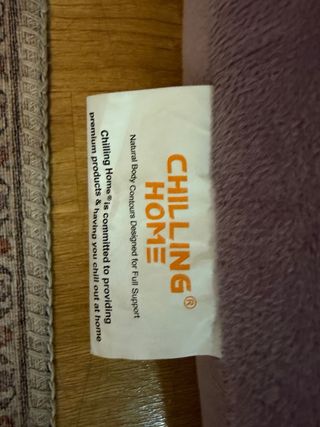 CHILLING
HOME®
Natural Body Contours Designed for Full Support
Chilling Home®is committed to providing
premium products & having you chill out at home